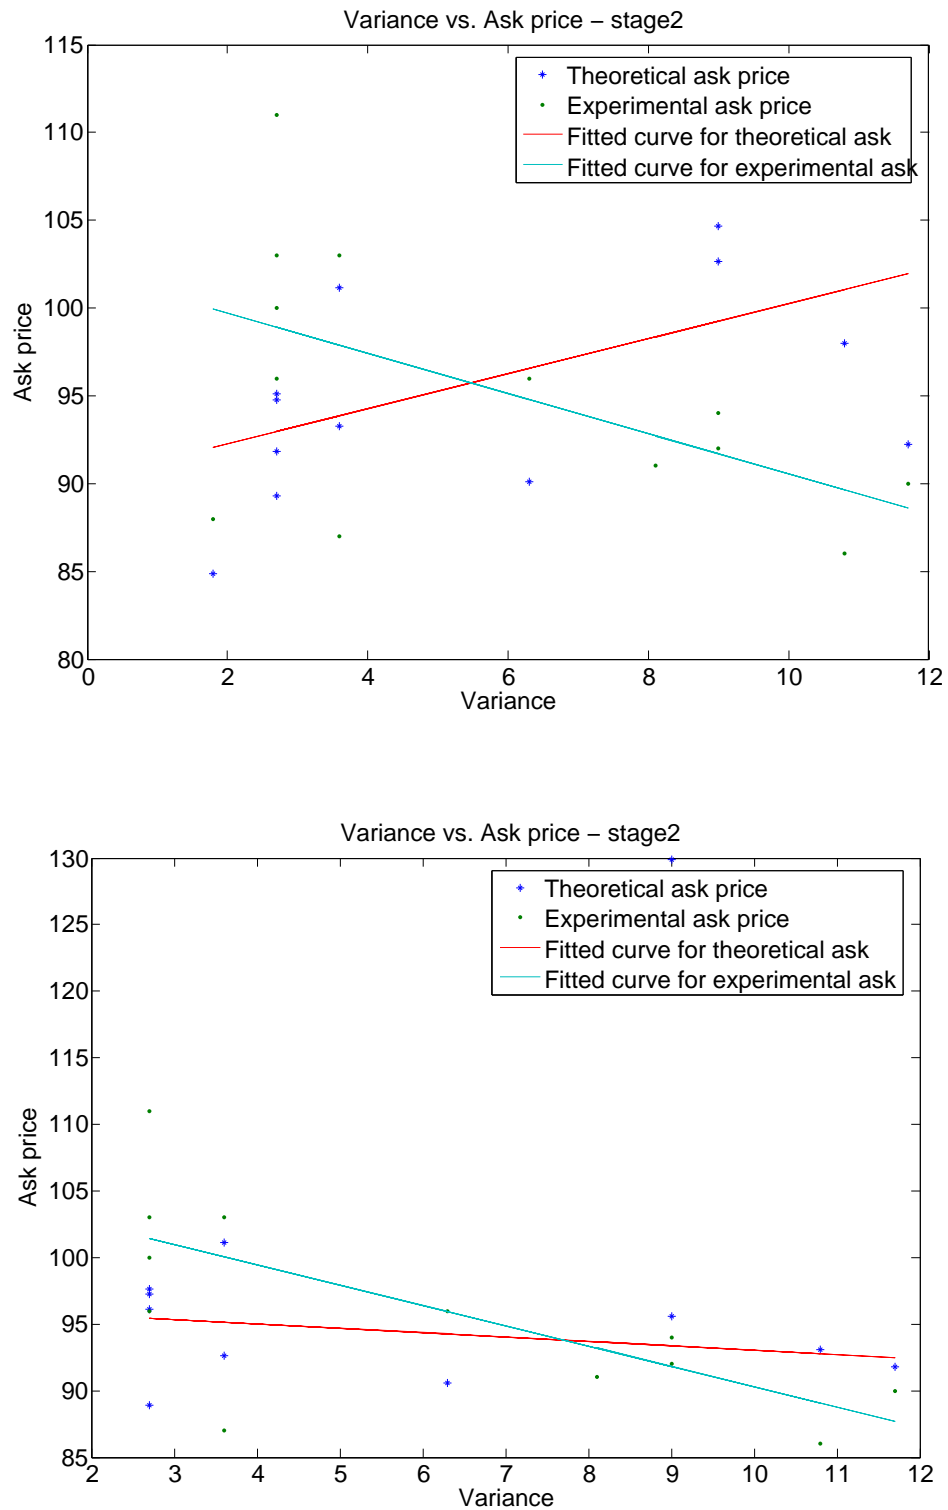 Variance vs. Ask price – stage2
115
110
105
100
95
90
85
80
Ask price
Theoretical ask price
Experimental ask price
Fitted curve for theoretical ask
Fitted curve for experimental ask
0 2 4 6 8 10 12
Variance
Variance vs. Ask price – stage2
130
125
120
115
110
105
100
95
90
85
Ask price
Theoretical ask price
Experimental ask price
Fitted curve for theoretical ask
Fitted curve for experimental ask
2 3 4 5 6 7 8 9 10 11 12
Variance